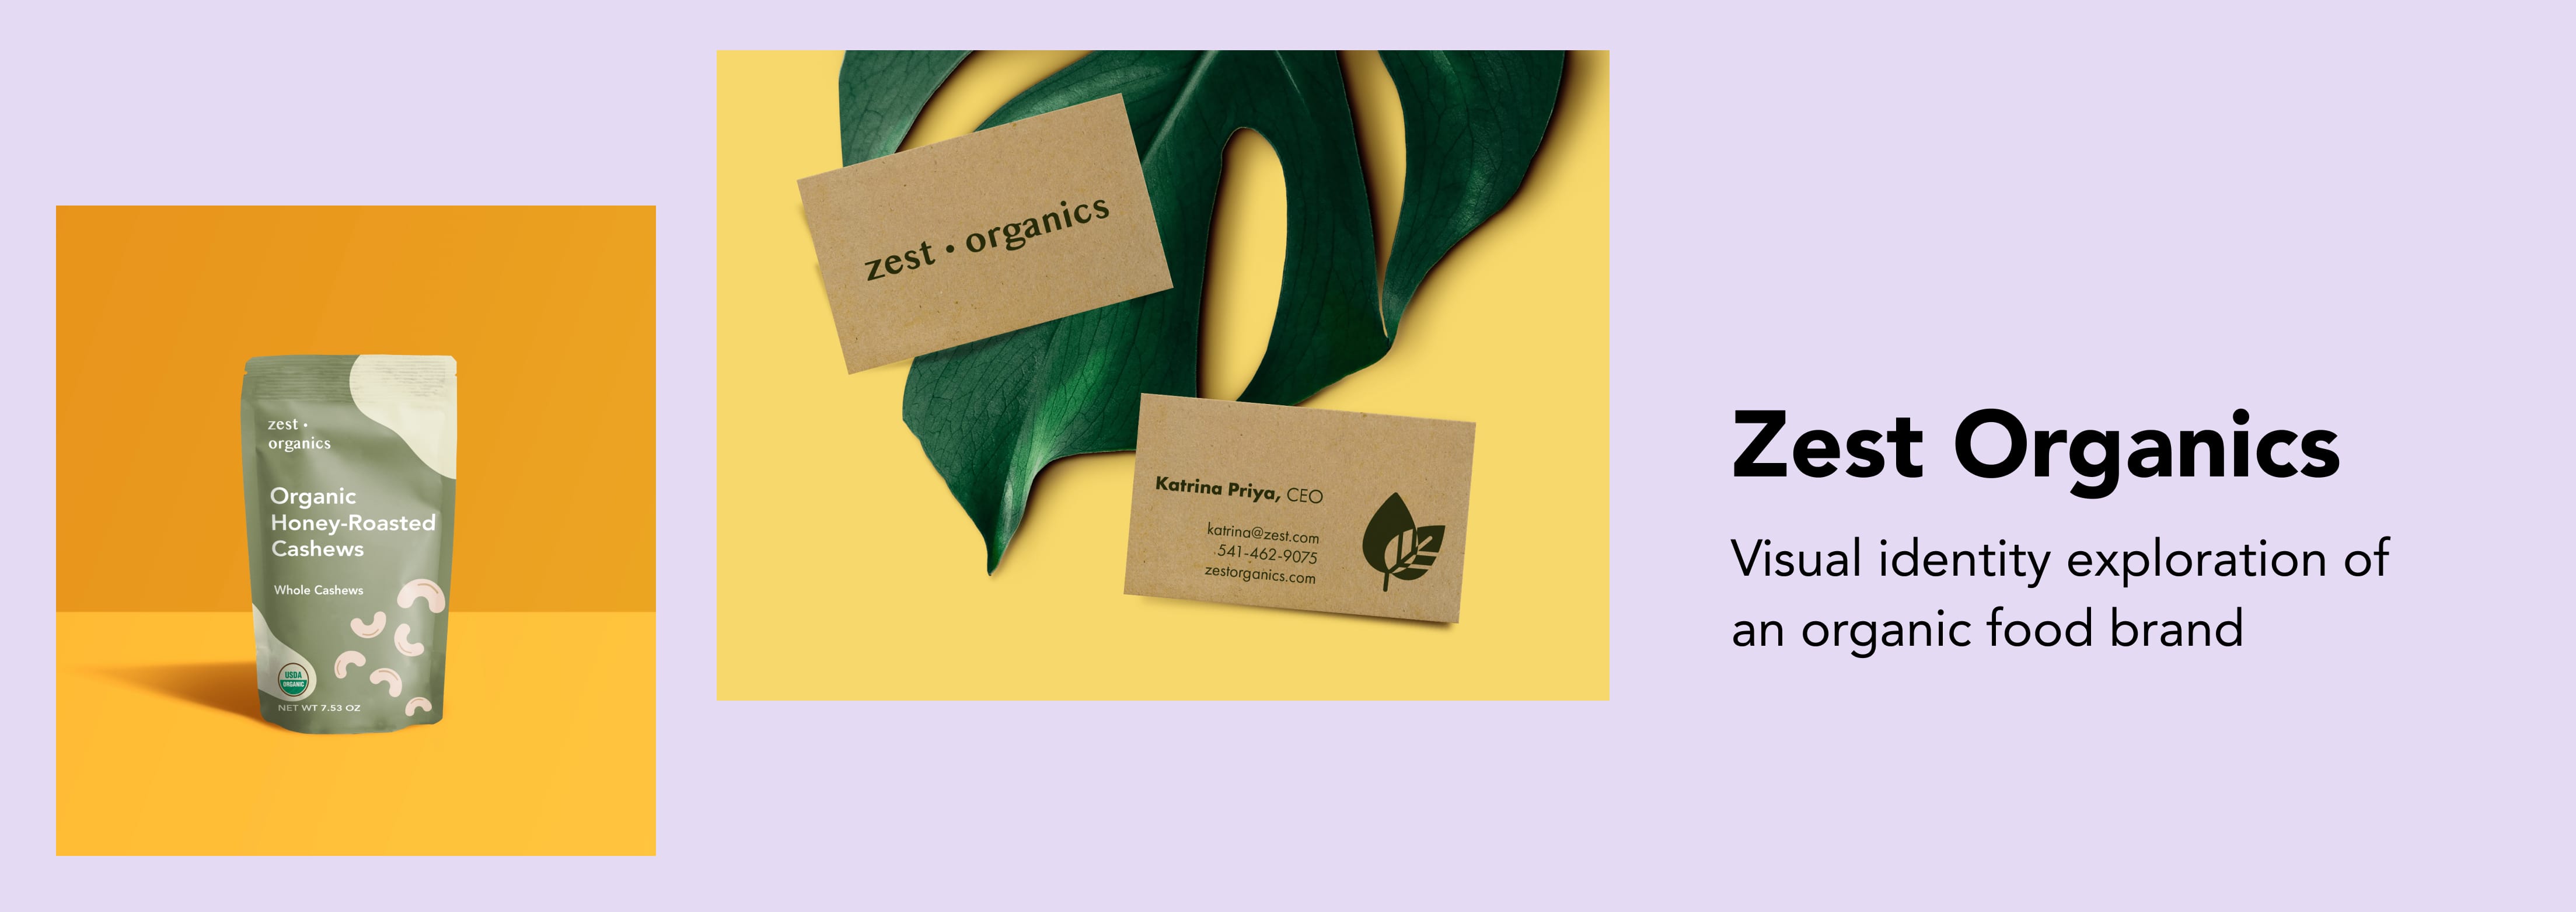 zest •
organics
Organic
Honey-Roasted
Cashews
Whole Cashews
USDA
ORGANIC
NET WT 7.53 OZ
zest • organics
Katrina Priya, CEO
katrina@zest.com
541-462-9075
zestorganics.com
Zest Organics
Visual identity exploration of
an organic food brand